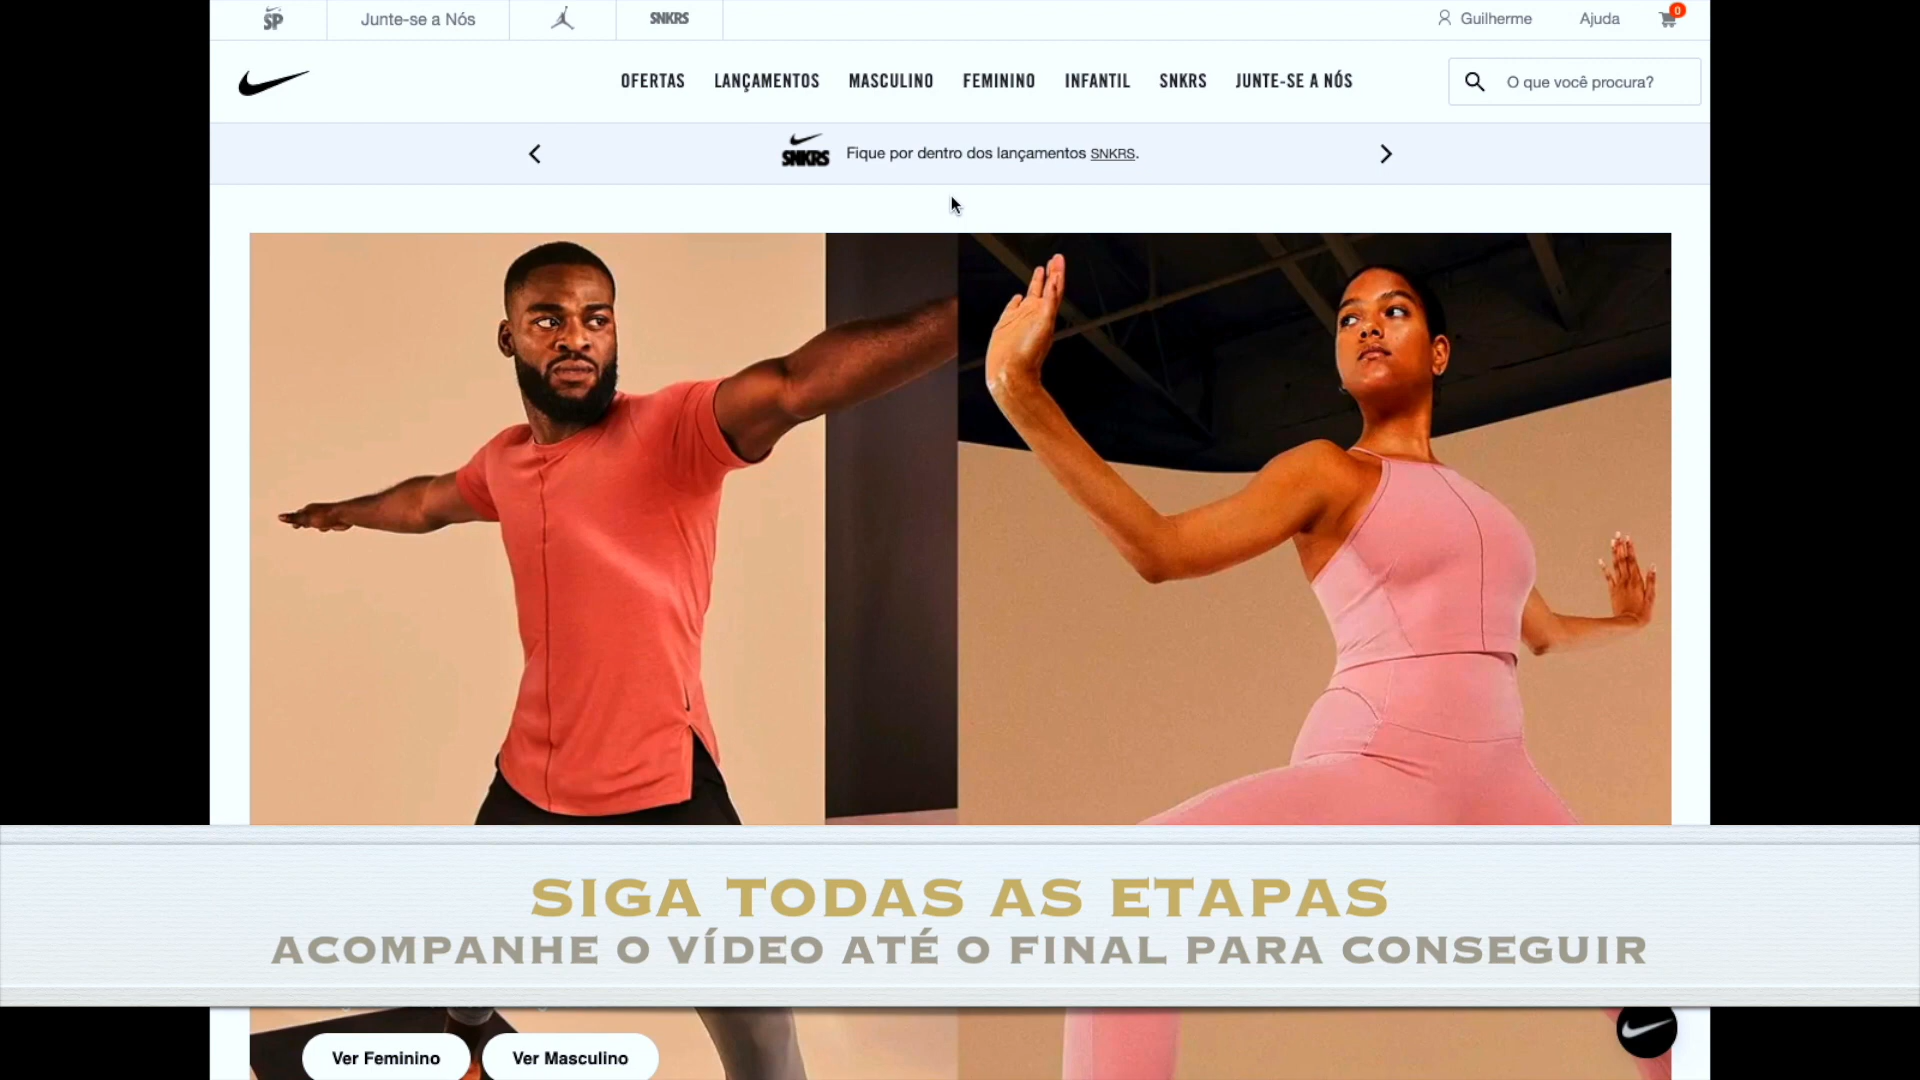 SP
Junte-se a Nós
SNKRS
Guilherme
Ajuda
0
OFERTAS
LANÇAMENTOS
MASCULINO
FEMININO
INFANTIL
SNKRS
JUNTE-SE A NÓS
O que você procura?
SNKRS
Fique por dentro dos lançamentos SNKRS.
SIGA TODAS AS ETAPAS
ACOMPANHE O VÍDEO ATÉ O FINAL PARA CONSEGUIR
Ver Feminino
Ver Masculino